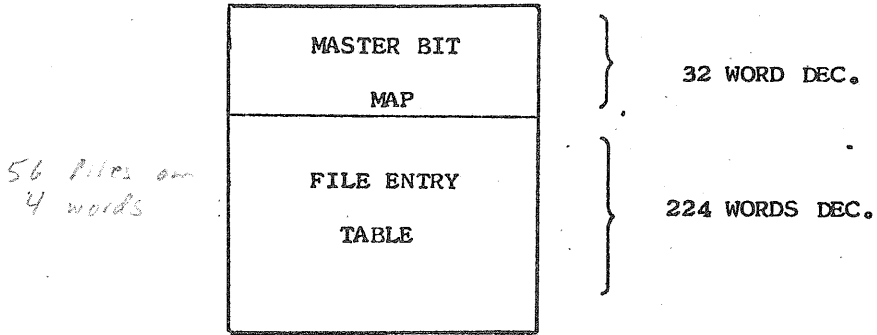 MASTER BIT
MAP
32 WORD DEC.
56 files on
4 words
FILE ENTRY
TABLE
224 WORDS DEC.